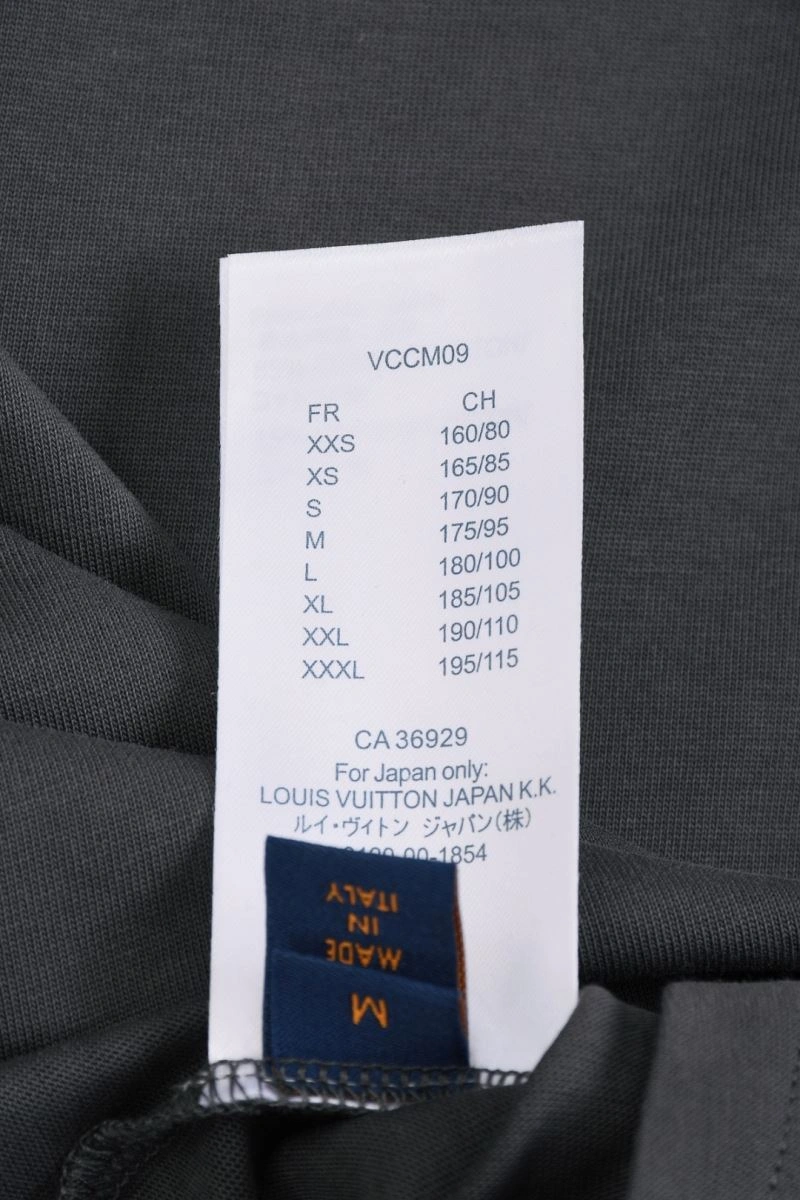 VCCM09
FR CH
XXS 160/80
XS 165/85
S 170/90
M 175/95
L 180/100
XL 185/105
XXL 190/110
XXXL 195/115
CA 36929
For Japan only:
LOUIS VUITTON JAPAN K.K.
ルイ・ヴィトン ジャパン(株)
00-1854
MADE
IN
ITALY
M